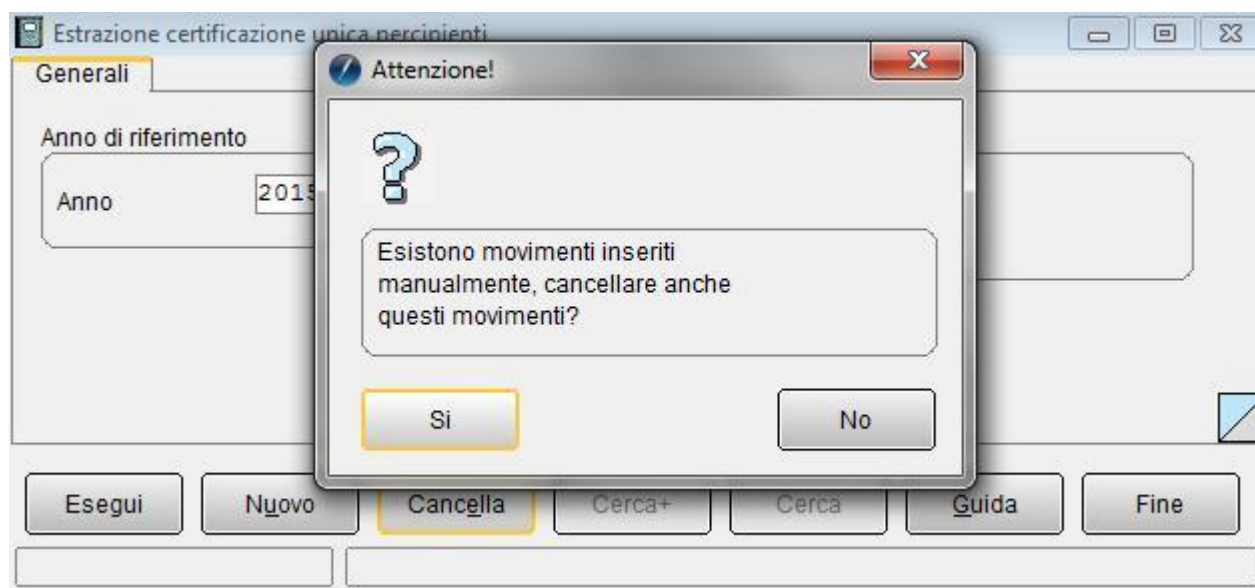 Estrazione certificazione unica percipienti
Attenzione!
Generali
Anno di riferimento
Anno 2015
Esistono movimenti inseriti
manualmente, cancellare anche
questi movimenti?
Si No
Esegui Nuovo Cancella Cerca+ Cerca Guida Fine